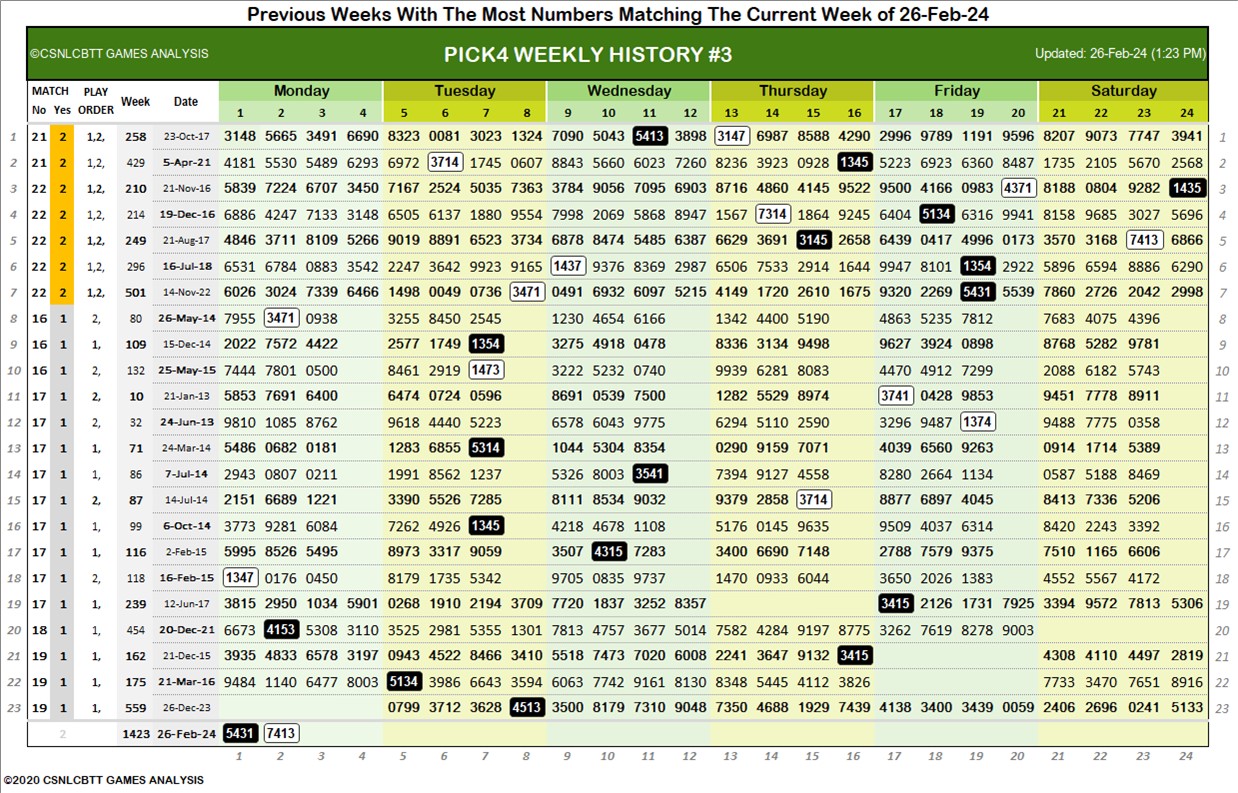 Previous Weeks With The Most Numbers Matching The Current Week of 26-Feb-24
©CSNLCBTT GAMES ANALYSIS PICK4 WEEKLY HISTORY #3 Updated: 26-Feb-24 (1:23 PM)
MATCH PLAY Week Date Monday Tuesday Wednesday Thursday Friday Saturday
No Yes ORDER 1 2 3 4 5 6 7 8 9 10 11 12 13 14 15 16 17 18 19 20 21 22 23 24
1 21 2 1,2, 258 23-Oct-17 3148 5665 3491 6690 8323 0081 3023 1324 7090 5043 5413 3898 3147 6987 8588 4290 2996 9789 1191 9596 8207 9073 7747 3941 1
2 21 2 1,2, 429 5-Apr-21 4181 5530 5489 6293 6972 3714 1745 0607 8843 5660 6023 7260 8236 3923 0928 1345 5223 6923 6360 8487 1735 2105 5670 2568 2
3 22 2 1,2, 210 21-Nov-16 5839 7224 6707 3450 7167 2524 5035 7363 3784 9056 7095 6903 8716 4860 4145 9522 9500 4166 0983 4371 8188 0804 9282 1435 3
4 22 2 1,2, 214 19-Dec-16 6886 4247 7133 3148 6505 6137 1880 9554 7998 2069 5868 8947 1567 7314 1864 9245 6404 5134 6316 9941 8158 9685 3027 5696 4
5 22 2 1,2, 249 21-Aug-17 4846 3711 8109 5266 9019 8891 6523 3734 6878 8474 5485 6387 6629 3691 3145 2658 6439 0417 4996 0173 3570 3168 7413 6866 5
6 22 2 1,2, 296 16-Jul-18 6531 6784 0883 3542 2247 3642 9923 9165 1437 9376 8369 2987 6506 7533 2914 1644 9947 8101 1354 2922 5896 6594 8886 6290 6
7 22 2 1,2, 501 14-Nov-22 6026 3024 7339 6466 1498 0049 0736 3471 0491 6932 6097 5215 4149 1720 2610 1675 9320 2269 5431 5539 7860 2726 2042 2998 7
8 16 1 2, 80 26-May-14 7955 3471 0938 3255 8450 2545 1230 4654 6166 1342 4400 5190 4863 5235 7812 7683 4075 4396 8
9 16 1 1, 109 15-Dec-14 2022 7572 4422 2577 1749 1354 3275 4918 0478 8336 3134 9498 9627 3924 0898 8768 5282 9781 9
10 16 1 2, 132 25-May-15 7444 7801 0500 8461 2919 1473 3222 5232 0740 9939 6281 8083 4470 4912 7299 2088 6182 5743 10
11 17 1 2, 10 21-Jan-13 5853 7691 6400 6474 0724 0596 8691 0539 7500 1282 5529 8974 3741 0428 9853 9451 7778 8911 11
12 17 1 2, 32 24-Jun-13 9810 1085 8762 9618 4440 5223 6578 6043 9775 6294 5110 2590 3296 9487 1374 9488 7775 0358 12
13 17 1 1, 71 24-Mar-14 5486 0682 0181 1283 6855 5314 1044 5304 8354 0290 9159 7071 4039 6560 9263 0914 1714 5389 13
14 17 1 1, 86 7-Jul-14 2943 0807 0211 1991 8562 1237 5326 8003 3541 7394 9127 4558 8280 2664 1134 0587 5188 8469 14
15 17 1 2, 87 14-Jul-14 2151 6689 1221 3390 5526 7285 8111 8534 9032 9379 2858 3714 8877 6897 4045 8413 7336 5206 15
16 17 1 1, 99 6-Oct-14 3773 9281 6084 7262 4926 1345 4218 4678 1108 5176 0145 9635 9509 4037 6314 8420 2243 3392 16
17 17 1 1, 116 2-Feb-15 5995 8526 5495 8973 3317 9059 3507 4315 7283 3400 6690 7148 2788 7579 9375 7510 1165 6606 17
18 17 1 2, 118 16-Feb-15 1347 0176 0450 8179 1735 5342 9705 0835 9737 1470 0933 6044 3650 2026 1383 4552 5567 4172 18
19 17 1 1, 239 12-Jun-17 3815 2950 1034 5901 0268 1910 2194 3709 7720 1837 3252 8357 3415 2126 1731 7925 3394 9572 7813 5306 19
20 18 1 1, 454 20-Dec-21 6673 4153 5308 3110 3525 2981 5355 1301 7813 4757 3677 5014 7582 4284 9197 8775 3262 7619 8278 9003 20
21 19 1 1, 162 21-Dec-15 3935 4833 6578 3197 0943 4522 8466 3410 5518 7473 7020 6008 2241 3647 9132 3415 4308 4110 4497 2819 21
22 19 1 1, 175 21-Mar-16 9484 1140 6477 8003 5134 3986 6643 3594 6063 7742 9161 8130 8348 5445 4112 3826 7733 3470 7651 8916 22
23 19 1 1, 559 26-Dec-23 0799 3712 3628 4513 3500 8179 7310 9048 7350 4688 1929 7439 4138 3400 3439 0059 2406 2696 0241 5133 23
2 1423 26-Feb-24 5431 7413
1 2 3 4 5 6 7 8 9 10 11 12 13 14 15 16 17 18 19 20 21 22 23 24
©2020 CSNLCBTT GAMES ANALYSIS